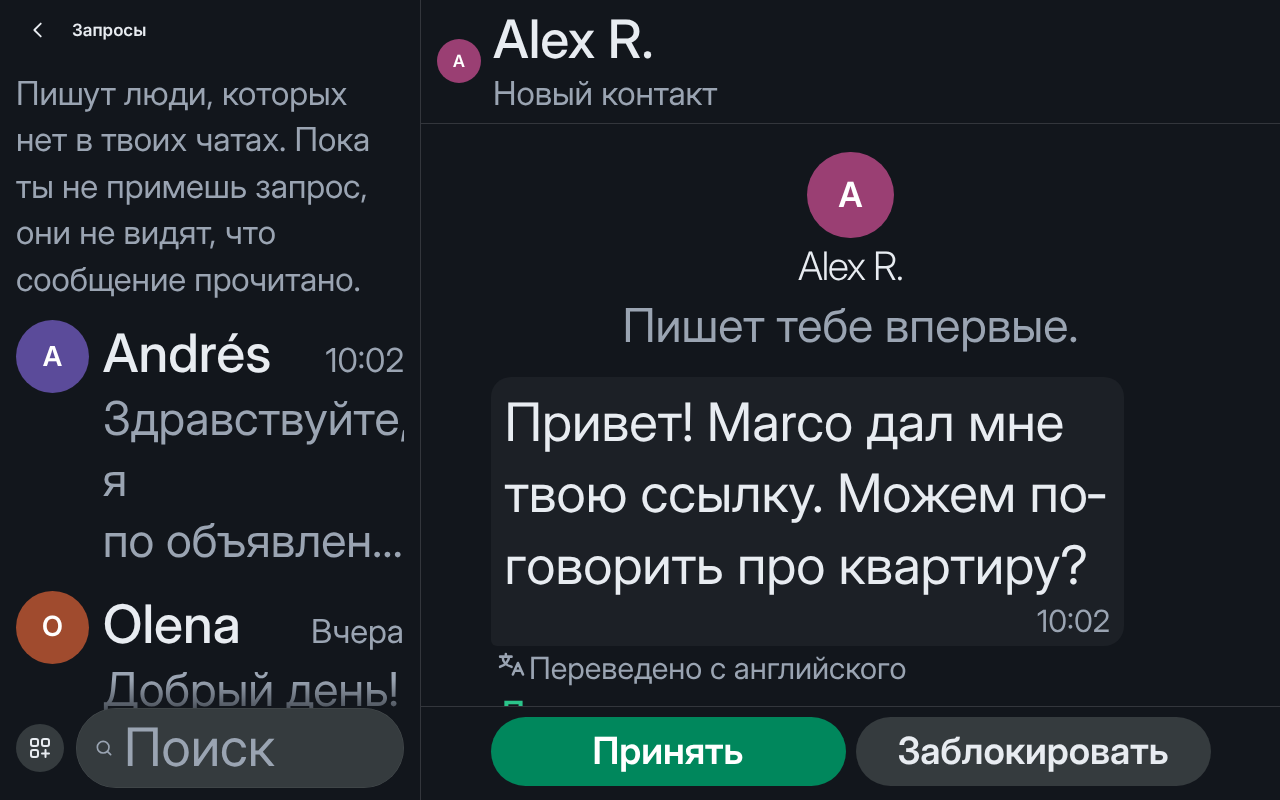 Запросы
Пишут люди, которых
нет в твоих чатах. Пока
ты не примешь запрос,
они не видят, что
сообщение прочитано.
A
Andrés
10:02
Здравствуйте,
я
по объявлен...
O
Olena
Вчера
Добрый день!
Поиск
A
Alex R.
Новый контакт
A
Alex R.
Пишет тебе впервые.
Привет! Marco дал мне
твою ссылку. Можем по-
говорить про квартиру?
10:02
Переведено с английского
Принять
Заблокировать